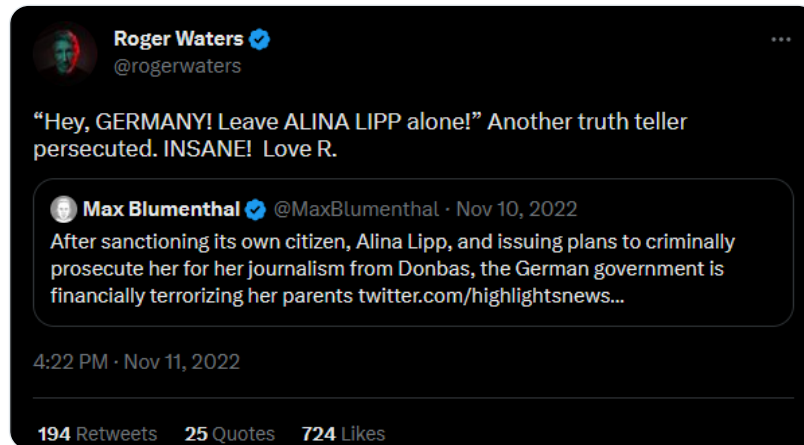 Roger Waters
@rogerwaters
“Hey, GERMANY! Leave ALINA LIPP alone!” Another truth teller
persecuted. INSANE!  Love R.
Max Blumenthal @MaxBlumenthal · Nov 10, 2022
After sanctioning its own citizen, Alina Lipp, and issuing plans to criminally
prosecute her for her journalism from Donbas, the German government is
financially terrorizing her parents twitter.com/highlightsnews...
4:22 PM · Nov 11, 2022
194 Retweets 25 Quotes 724 Likes